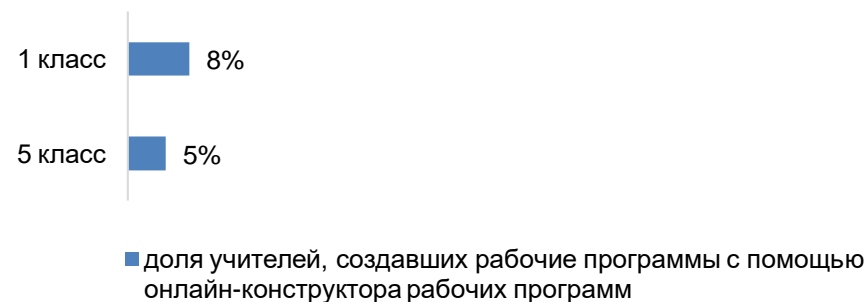 1 класс 8%
5 класс 5%
доля учителей, создавших рабочие программы с помощью
онлайн-конструктора рабочих программ